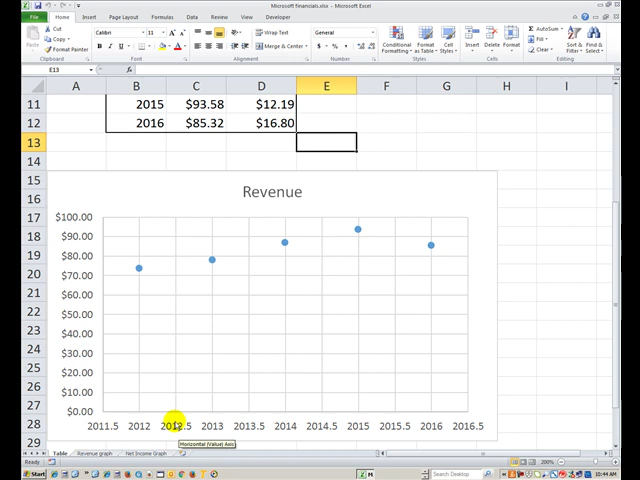 Microsoft financials.xlsx - Microsoft Excel
File Home Insert Page Layout Formulas Data Review View Developer
Cut
Copy
Format Painter
Clipboard
Calibri 11
Font
Wrap Text
Merge & Center
Alignment
General
Number
Conditional Formatting
Format as Table
Cell Styles
Styles
Insert Delete Format
Cells
AutoSum
Fill
Clear
Sort & Filter
Find & Select
Editing
E13
A B C D E F G H I
11 2015 $93.58 $12.19
12 2016 $85.32 $16.80
13
14
15
16
17
18
19
20
21
22
23
24
25
26
27
28
29
Revenue
$100.00
$90.00
$80.00
$70.00
$60.00
$50.00
$40.00
$30.00
$20.00
$10.00
$0.00
2011.5 2012 2012.5 2013 2013.5 2014 2014.5 2015 2015.5 2016 2016.5
Horizontal (Value) Axis
Table Revenue graph Net Income Graph
Ready 200%
Search Desktop 10:44 AM